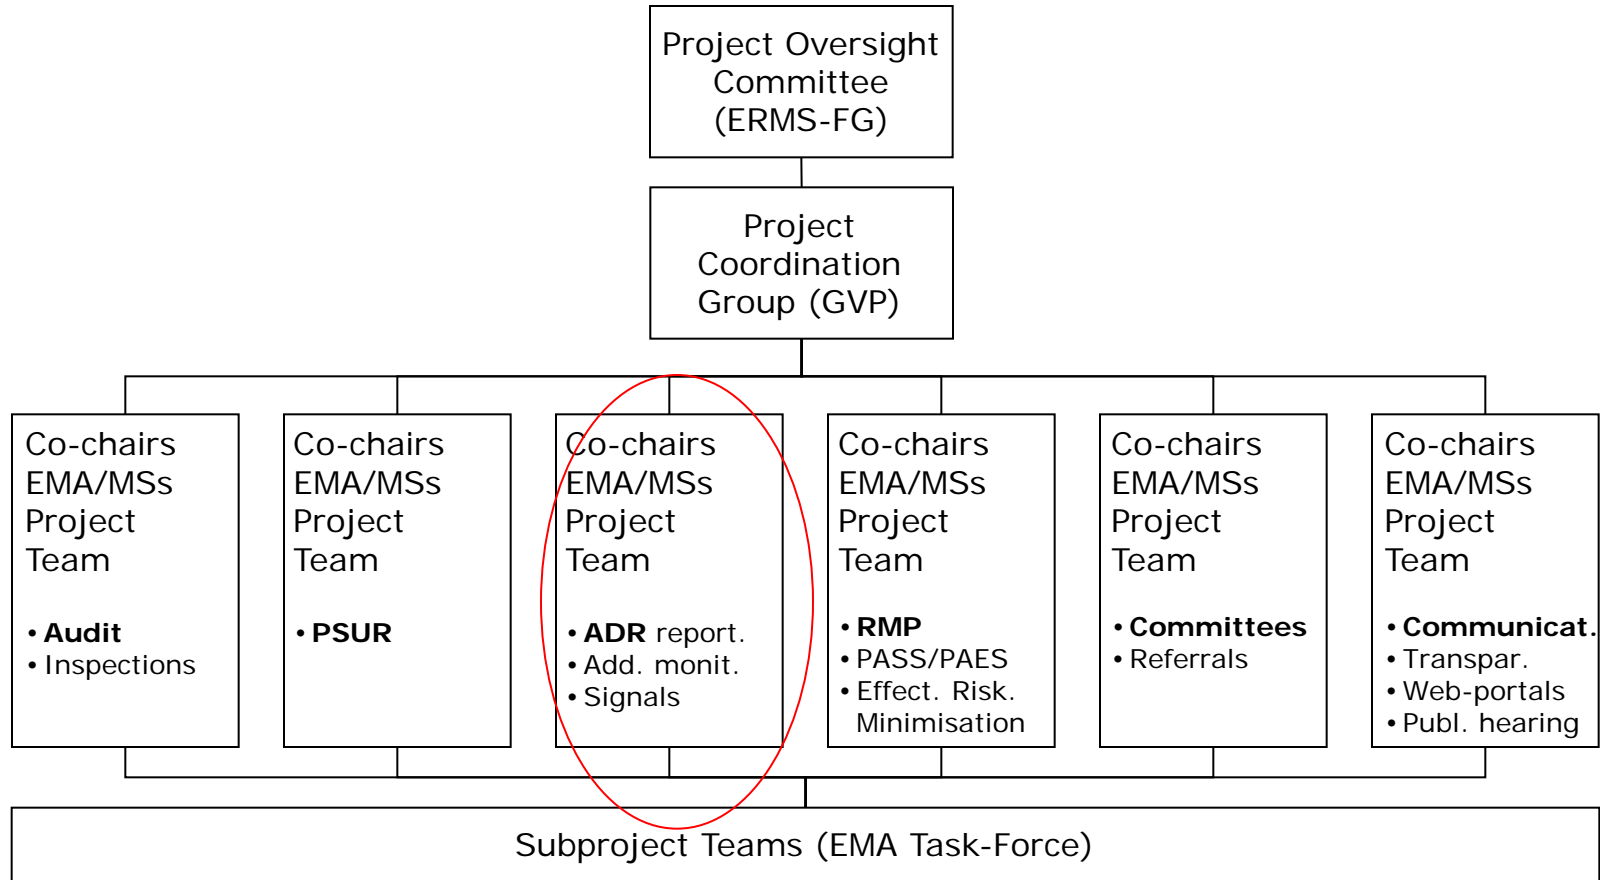 Project Oversight
Committee
(ERMS-FG)
Project
Coordination
Group (GVP)
Co-chairs
EMA/MSs
Project
Team
• Audit
• Inspections
Co-chairs
EMA/MSs
Project
Team
• PSUR
Co-chairs
EMA/MSs
Project
Team
• ADR report.
• Add. monit.
• Signals
Co-chairs
EMA/MSs
Project
Team
• RMP
• PASS/PAES
• Effect. Risk.
Minimisation
Co-chairs
EMA/MSs
Project
Team
• Committees
• Referrals
Co-chairs
EMA/MSs
Project
Team
• Communicat.
• Transpar.
• Web-portals
• Publ. hearing
Subproject Teams (EMA Task-Force)